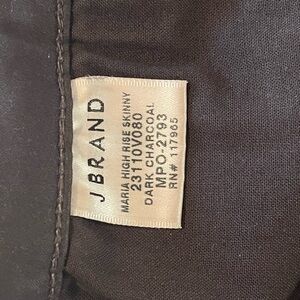 J BRAND
MARIA HIGH RISE SKINNY
23110V080
DARK CHARCOAL
MPO-2793
RN# 117965